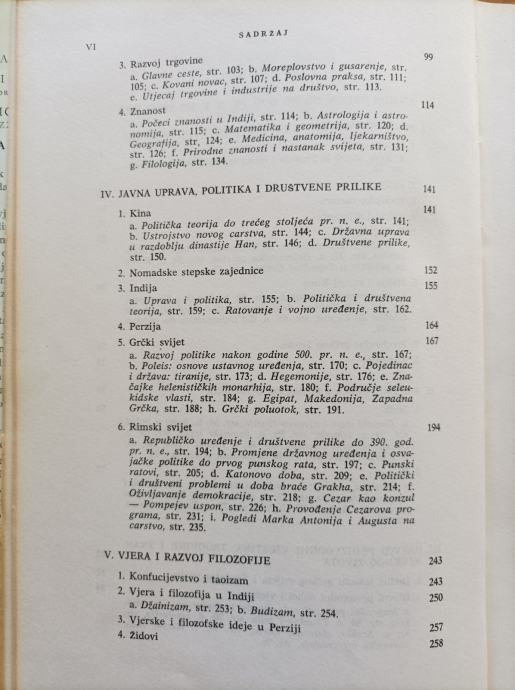 VI
SADRŽAJ
3. Razvoj trgovine 99
a. Glavne ceste, str. 103; b. Moreplovstvo i gusarenje, str.
105; c. Kovani novac, str. 107; d. Poslovna praksa, str. 111;
e. Utjecaj trgovine i industrije na društvo, str. 113.
4. Znanost 114
a. Počeci znanosti u Indiji, str. 114; b. Astrologija i astro-
nomija, str. 115; c. Matematika i geometrija, str. 120; d.
Geografija, str, 124; e. Medicina, anatomija, ljekarništvo,
str. 126; f. Prirodne znanosti i nastanak svijeta, str. 131;
g. Filologija, str. 134.
IV. JAVNA UPRAVA, POLITIKA I DRUŠTVENE PRILIKE 141
1. Kina 141
a. Politička teorija do trećeg stoljeća pr. n. e., str. 141;
b. Ustrojstvo novog carstva, str. 144; c. Državna uprava
u razdoblju dinastije Han, str. 146; d. Društvene prilike,
str. 150.
2. Nomadske stepske zajednice 152
3. Indija 155
a. Uprava i politika, str. 155; b. Politička i društvena
teorija, str. 159; c. Ratovanje i vojno uređenje, str. 162.
4. Perzija 164
5. Grčki svijet 167
a. Razvoj politike nakon godine 500. pr. n. e., str. 167;
b. Poleis: osnove ustavnog uređenja, str. 170; c. Pojedinac
i država: tiranije, str. 173; d. Hegemonije, str. 176; e. Zna-
čajke helenističkih monarhija, str. 180; f. Područje seleu-
kidske vlasti, str. 184; g. Egipat, Makedonija, Zapadna
Grčka, str. 188; h. Grčki poluotok, str. 191.
6. Rimski svijet 194
a. Republičko uređenje i društvene prilike do 390. god.
pr. n. e., str. 194; b. Promjene državnog uređenja i osva-
jačke politike do prvog punskog rata, str. 197; c. Punski
ratovi, str. 205; d. Katonovo doba, str. 209; e. Politički
i društveni problemi u doba braće Grakha, str. 214; f.
Oživljavanje demokracije, str. 218; g. Cezar kao konzul
— Pompejev uspon, str. 226; h. Provođenje Cezarova pro-
grama, str. 231; i. Pogledi Marka Antonija i Augusta na
carstvo, str. 235.
V. VJERA I RAZVOJ FILOZOFIJE 243
1. Konfucijevstvo i taoizam 243
2. Vjera i filozofija u Indiji 250
a. Džainizam, str. 253; b. Budizam, str. 254.
3. Vjerske i filozofske ideje u Perziji 257
4. Židovi 258